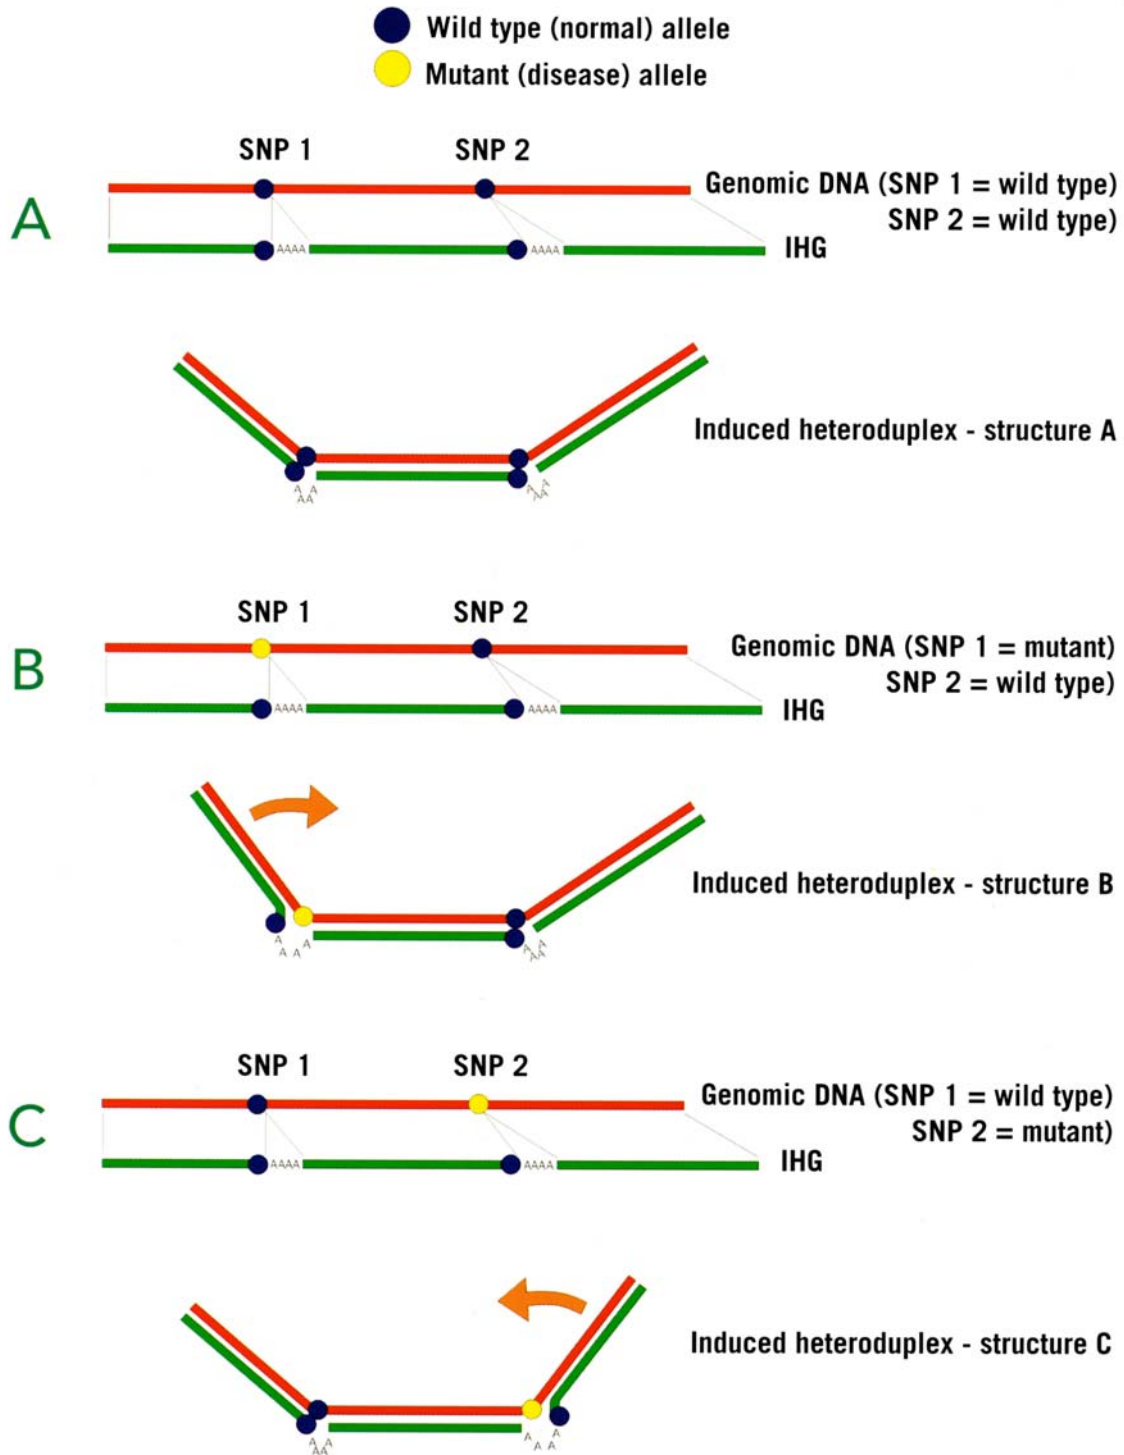 Wild type (normal) allele
Mutant (disease) allele
SNP 1 SNP 2
A
Genomic DNA (SNP 1 = wild type)
SNP 2 = wild type)
AAAA AAAA
IHG
Induced heteroduplex - structure A
A A A A
A A A A
SNP 1 SNP 2
B
Genomic DNA (SNP 1 = mutant)
SNP 2 = wild type)
AAAA AAAA
IHG
Induced heteroduplex - structure B
A A A A
A A A A
SNP 1 SNP 2
C
Genomic DNA (SNP 1 = wild type)
SNP 2 = mutant)
AAAA AAAA
IHG
Induced heteroduplex - structure C
A A A A
A A A A